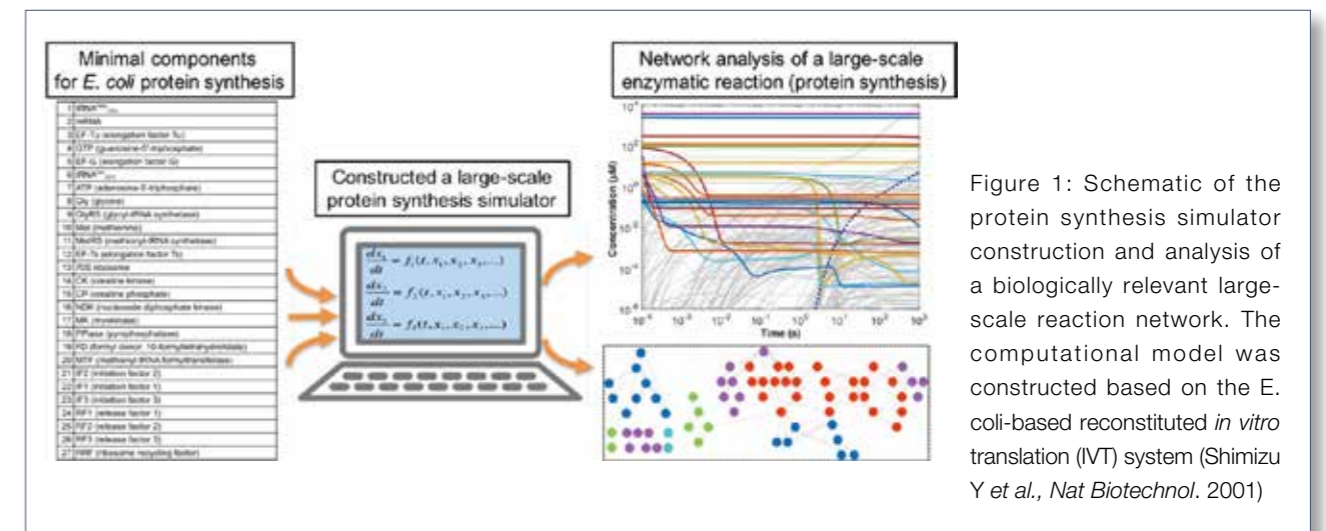 Minimal components
for E. coli protein synthesis
2 mRNA
3 EF-Tu (elongation factor Tu)
4 GTP (guanosine-5'-triphosphate)
5 EF-G (elongation factor G)
7 ATP (adenosine-5'-triphosphate)
8 Gly (glycine)
9 GlyRS (glycyl-tRNA synthetase)
10 Met (methionine)
11 MetRS (methionyl-tRNA synthetase)
12 EF-Ts (elongation factor Ts)
13 70S ribosome
14 CK (creatine kinase)
15 CP (creatine phosphate)
16 NDK (nucleoside diphosphate kinase)
17 MK (myokinase)
18 PPiase (pyrophosphatase)
19 FD (formyl donor, 10-formyltetrahydrofolate)
20 MTF (methionyl-tRNA formyltransferase)
21 IF2 (initiation factor 2)
22 IF1 (initiation factor 1)
23 IF3 (initiation factor 3)
24 RF1 (release factor 1)
25 RF2 (release factor 2)
26 RF3 (release factor 3)
27 RRF (ribosome recycling factor)
Constructed a large-scale
protein synthesis simulator
Network analysis of a large-scale
enzymatic reaction (protein synthesis)
Concentration (μM)
Time (s)
Figure 1: Schematic of the
protein synthesis simulator
construction and analysis of
a biologically relevant large-
scale reaction network. The
computational model was
constructed based on the E.
coli-based reconstituted in vitro
translation (IVT) system (Shimizu
Y et al., Nat Biotechnol. 2001)